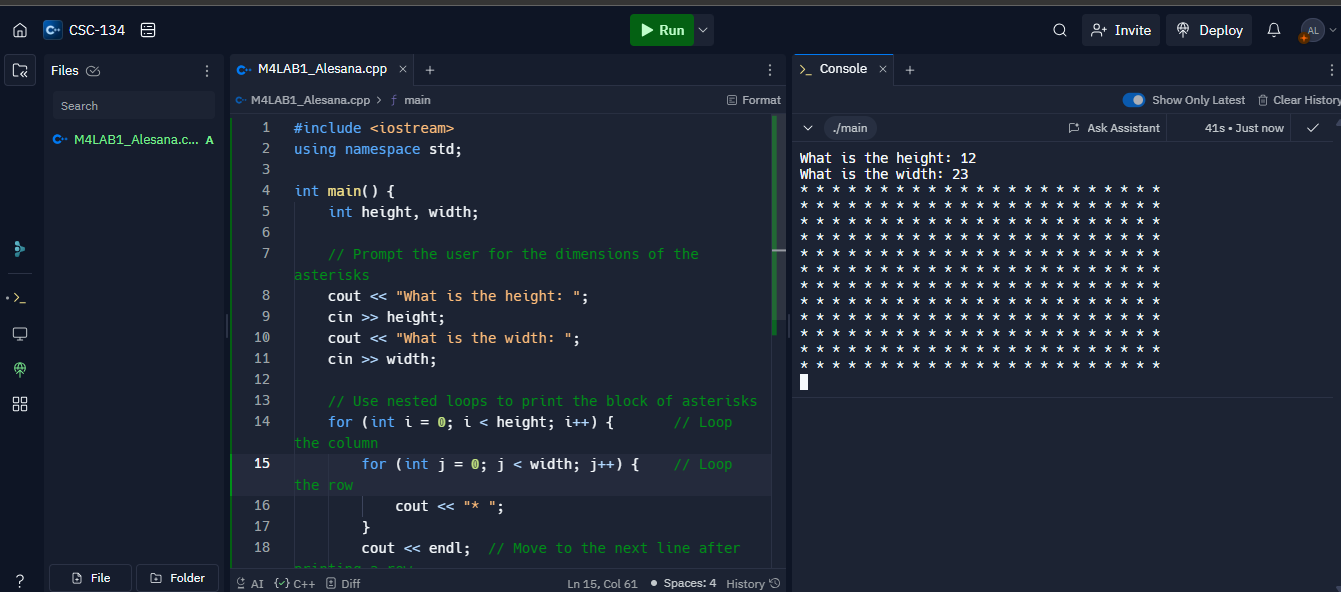 CSC-134
Run
Invite
Deploy
AL
Files
Search
M4LAB1_Alesana.c... A
File
Folder
M4LAB1_Alesana.cpp
M4LAB1_Alesana.cpp > f main
Format
1 #include <iostream>
2 using namespace std;
3
4 int main() {
5 int height, width;
6
7 // Prompt the user for the dimensions of the
asterisks
8 cout << "What is the height: ";
9 cin >> height;
10 cout << "What is the width: ";
11 cin >> width;
12
13 // Use nested loops to print the block of asterisks
14 for (int i = 0; i < height; i++) { // Loop
the column
15 for (int j = 0; j < width; j++) { // Loop
the row
16 cout << "* ";
17 }
18 cout << endl; // Move to the next line after
printing a row
AI C++ Diff Ln 15, Col 61 Spaces: 4 History
Console
Show Only Latest Clear History
./main Ask Assistant 41s • Just now
What is the height: 12
What is the width: 23
* * * * * * * * * * * * * * * * * * * * * * *
* * * * * * * * * * * * * * * * * * * * * * *
* * * * * * * * * * * * * * * * * * * * * * *
* * * * * * * * * * * * * * * * * * * * * * *
* * * * * * * * * * * * * * * * * * * * * * *
* * * * * * * * * * * * * * * * * * * * * * *
* * * * * * * * * * * * * * * * * * * * * * *
* * * * * * * * * * * * * * * * * * * * * * *
* * * * * * * * * * * * * * * * * * * * * * *
* * * * * * * * * * * * * * * * * * * * * * *
* * * * * * * * * * * * * * * * * * * * * * *
* * * * * * * * * * * * * * * * * * * * * * *